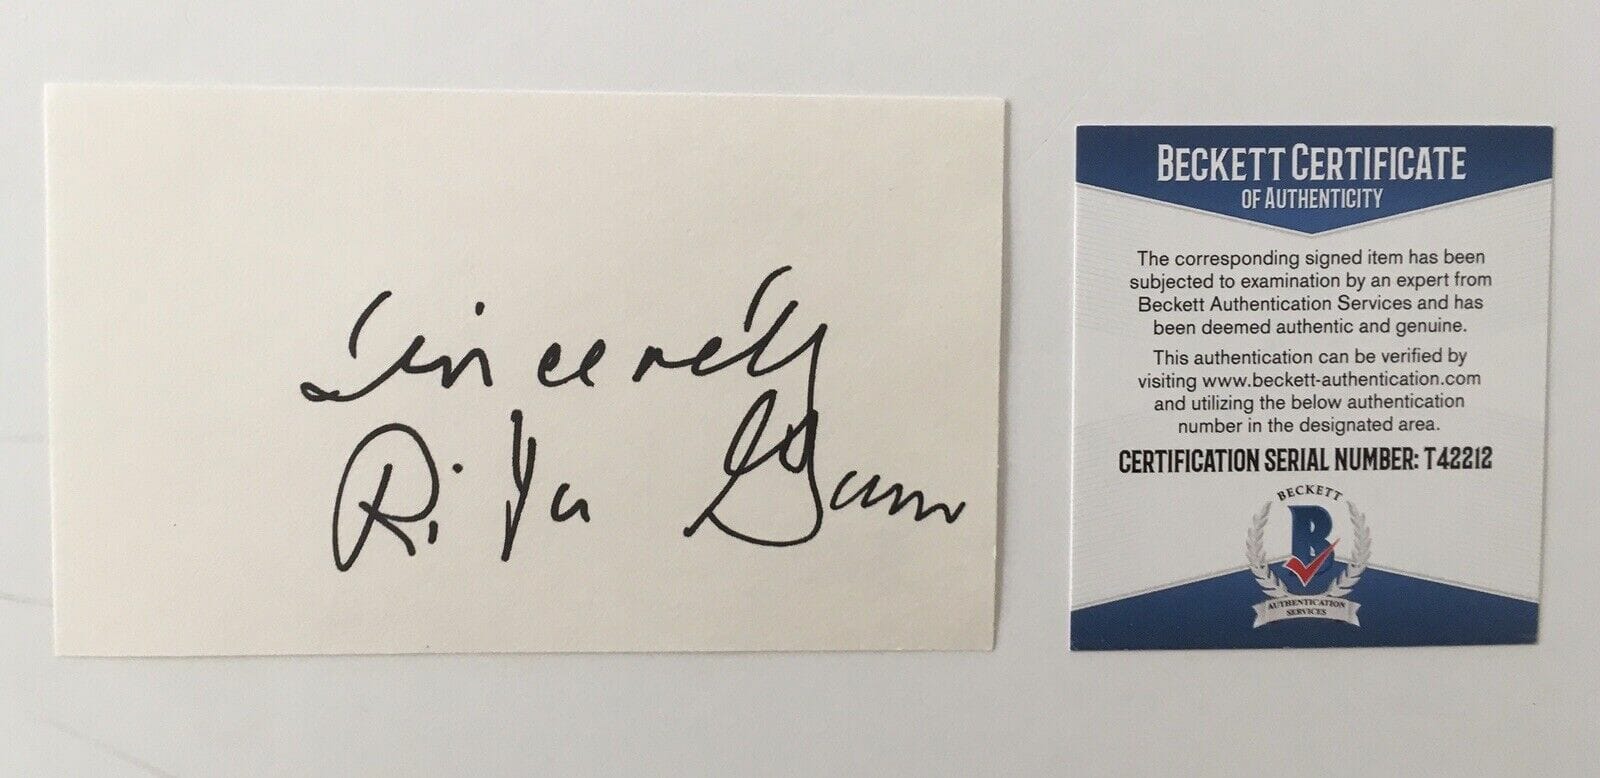 Sincerely
Rita Gam
BECKETT CERTIFICATE
OF AUTHENTICITY
The corresponding signed item has been
subjected to examination by an expert from
Beckett Authentication Services and has
been deemed authentic and genuine.
This authentication can be verified by
visiting www.beckett-authentication.com
and utilizing the below authentication
number in the designated area.
CERTIFICATION SERIAL NUMBER: T42212
BECKETT
B
AUTHENTICATION
SERVICES